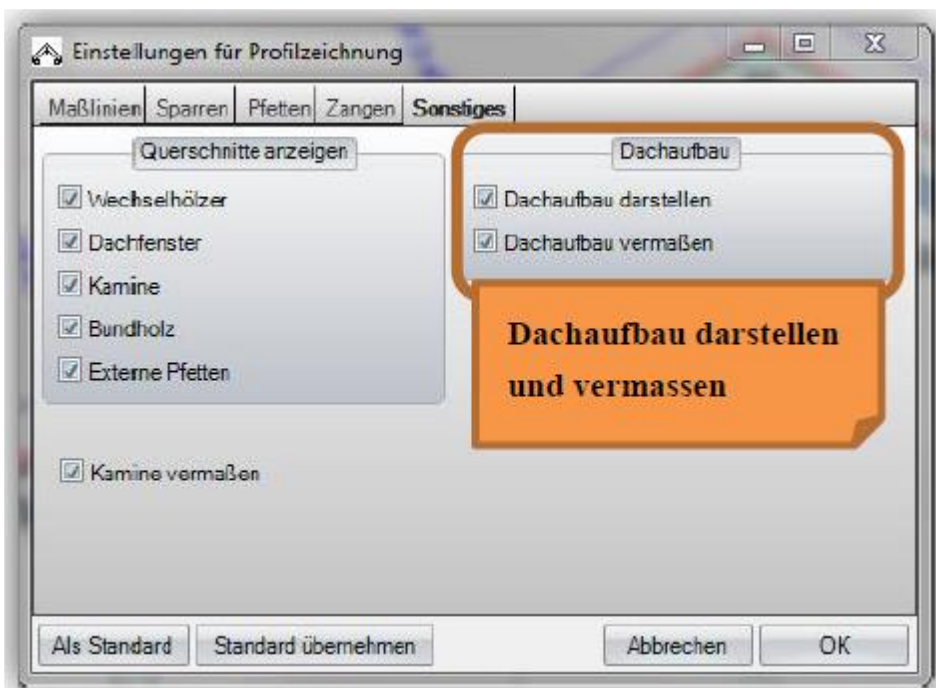 Einstellungen für Profilzeichnung
Maßlinien Sparren Pfetten Zangen Sonstiges
Querschnitte anzeigen
Wechselhölzer
Dachfenster
Kamine
Bundholz
Externe Pfetten
Kamine vermaßen
Dachaufbau
Dachaufbau darstellen
Dachaufbau vermaßen
Dachaufbau darstellen
und vermassen
Als Standard Standard übernehmen Abbrechen OK